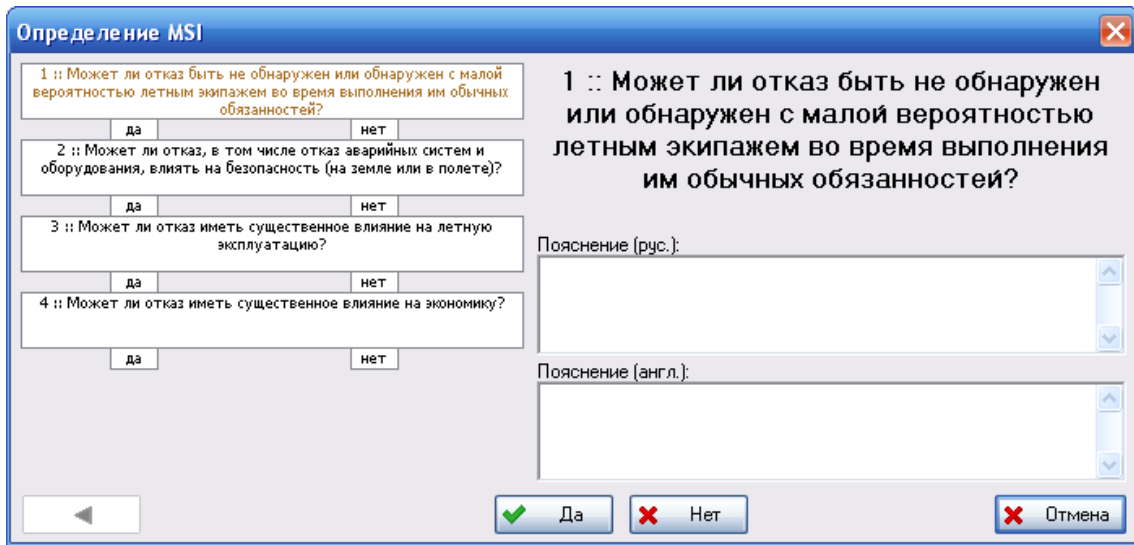 Определение MSI
1 :: Может ли отказ быть не обнаружен или обнаружен с малой
вероятностью летным экипажем во время выполнения им обычных
обязанностей?
да нет
2 :: Может ли отказ, в том числе отказ аварийных систем и
оборудования, влиять на безопасность (на земле или в полете)?
да нет
3 :: Может ли отказ иметь существенное влияние на летную
эксплуатацию?
да нет
4 :: Может ли отказ иметь существенное влияние на экономику?
да нет
1 :: Может ли отказ быть не обнаружен
или обнаружен с малой вероятностью
летным экипажем во время выполнения
им обычных обязанностей?
Пояснение (рус.):
Пояснение (англ.):
Да Нет Отмена